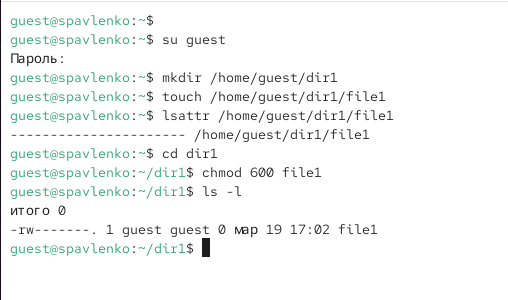 guest@spavlenko:~$
guest@spavlenko:~$ su guest
Пароль:
guest@spavlenko:~$ mkdir /home/guest/dir1
guest@spavlenko:~$ touch /home/guest/dir1/file1
guest@spavlenko:~$ lsattr /home/guest/dir1/file1
---------------------- /home/guest/dir1/file1
guest@spavlenko:~$ cd dir1
guest@spavlenko:~/dir1$ chmod 600 file1
guest@spavlenko:~/dir1$ ls -l
итого 0
-rw-------. 1 guest guest 0 мар 19 17:02 file1
guest@spavlenko:~/dir1$